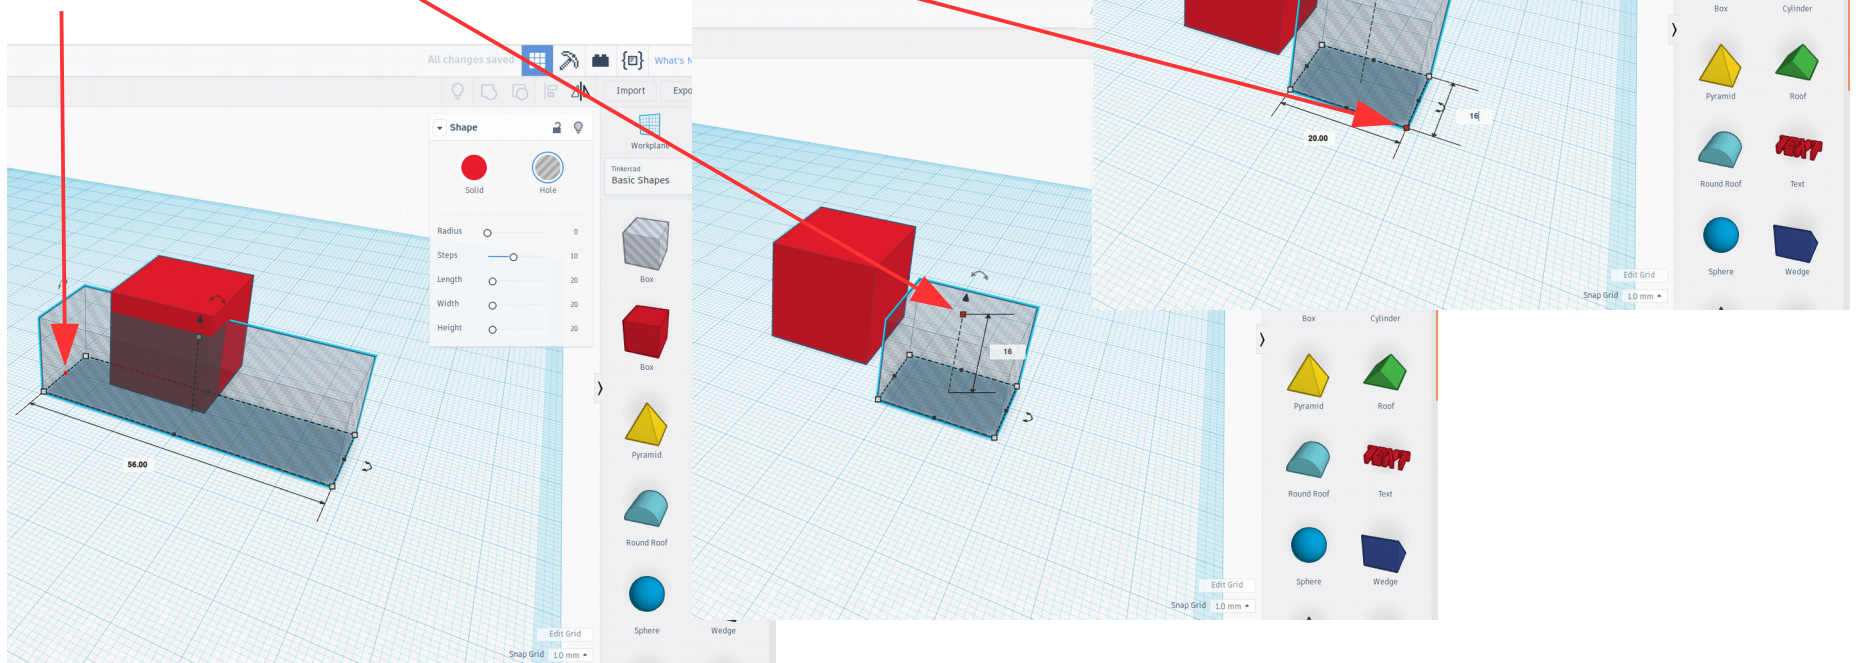 All changes saved
What's N
Import
Expo
Shape
Solid
Hole
Radius 0
Steps 10
Length 20
Width 20
Height 20
Workplane
Tinkercad
Basic Shapes
Box
Box
Pyramid
Round Roof
Sphere
Wedge
56.00
Edit Grid
Snap Grid 1.0 mm
16
Box Cylinder
Pyramid Roof
Round Roof Text
TEXT
Sphere Wedge
Edit Grid
Snap Grid 1.0 mm
20.00
16
Box Cylinder
Pyramid Roof
Round Roof Text
TEXT
Sphere Wedge
Edit Grid
Snap Grid 1.0 mm